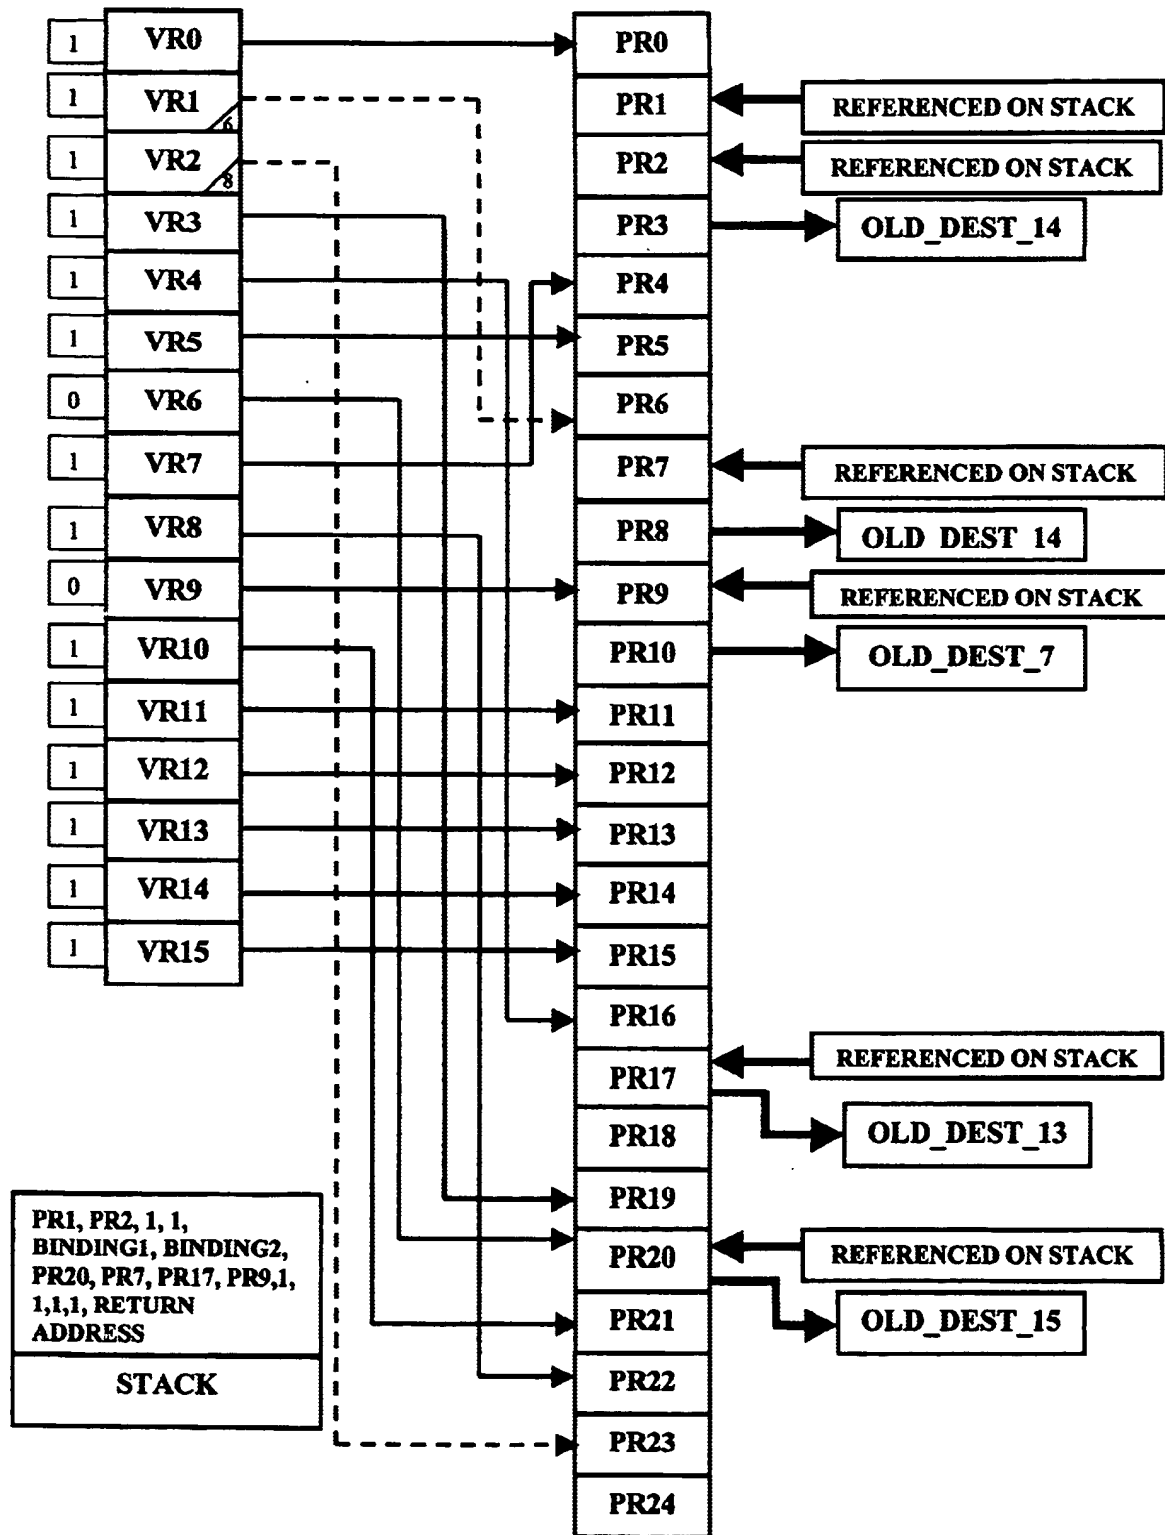 1
VR0
1
VR1
6
1
VR2
8
1
VR3
1
VR4
1
VR5
0
VR6
1
VR7
1
VR8
0
VR9
1
VR10
1
VR11
1
VR12
1
VR13
1
VR14
1
VR15
PR0
PR1
PR2
PR3
PR4
PR5
PR6
PR7
PR8
PR9
PR10
PR11
PR12
PR13
PR14
PR15
PR16
PR17
PR18
PR19
PR20
PR21
PR22
PR23
PR24
REFERENCED ON STACK
REFERENCED ON STACK
OLD_DEST_14
REFERENCED ON STACK
OLD DEST 14
REFERENCED ON STACK
OLD_DEST_7
REFERENCED ON STACK
OLD_DEST_13
REFERENCED ON STACK
OLD_DEST_15
PR1, PR2, 1, 1,
BINDING1, BINDING2,
PR20, PR7, PR17, PR9,1,
1,1,1, RETURN
ADDRESS
STACK